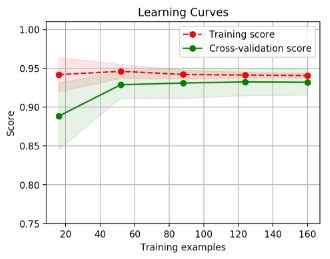 Learning Curves
Training score
Cross-validation score
Score
1.00
0.95
0.90
0.85
0.80
0.75
20 40 60 80 100 120 140 160
Training examples